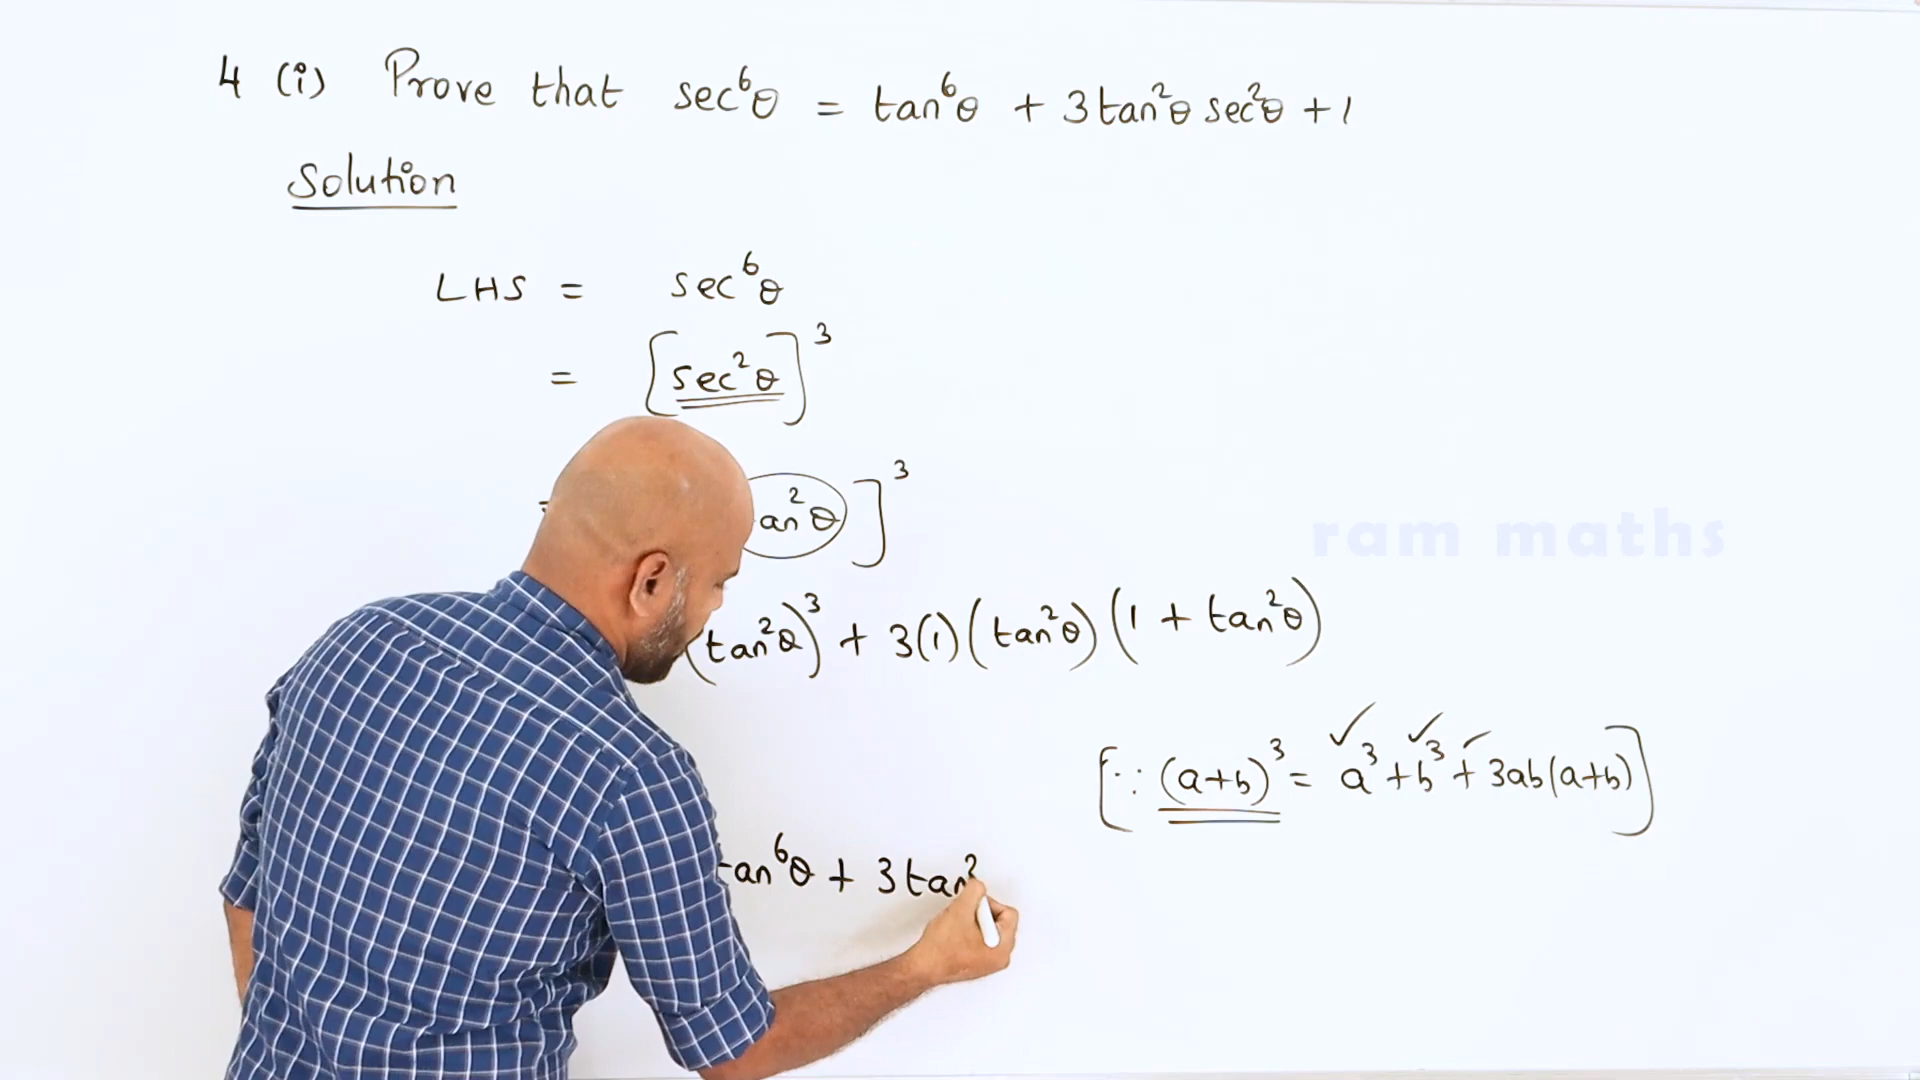 4 (i) Prove that sec⁶θ = tan⁶θ + 3tan²θ sec²θ + 1
Solution
LHS = sec⁶θ
= [sec²θ]³
an²θ]³
(tan²θ)³ + 3(1)(tan²θ)(1 + tan²θ)
ram maths
[∵ (a+b)³ = a³+b³+3ab(a+b)]
tan⁶θ + 3tan²